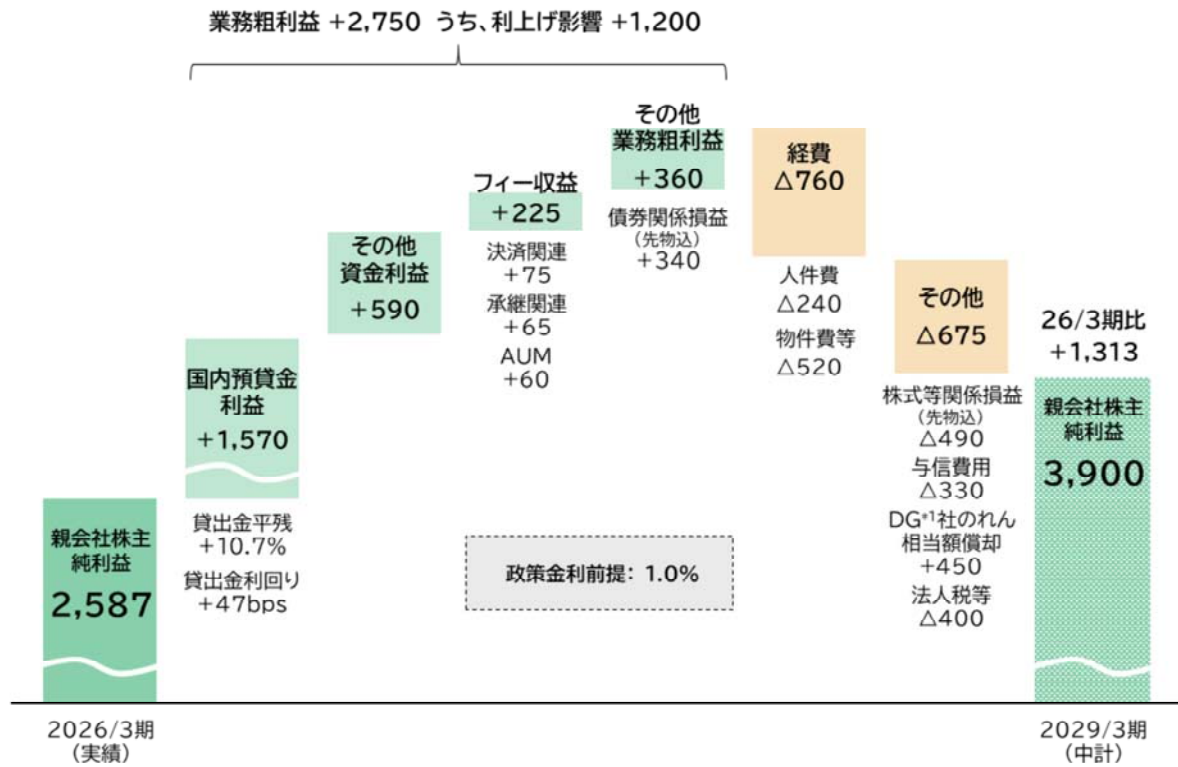 業務粗利益 +2,750 うち、利上げ影響 +1,200
親会社株主
純利益
2,587
国内預貸金
利益
+1,570
貸出金平残
+10.7%
貸出金利回り
+47bps
その他
資金利益
+590
フィー収益
+225
決済関連
+75
承継関連
+65
AUM
+60
その他
業務粗利益
+360
債券関係損益
(先物込)
+340
経費
△760
人件費
△240
物件費等
△520
その他
△675
株式等関係損益
(先物込)
△490
与信費用
△330
DG*1社のれん
相当額償却
+450
法人税等
△400
26/3期比
+1,313
親会社株主
純利益
3,900
政策金利前提: 1.0%
2026/3期
(実績)
2029/3期
(中計)